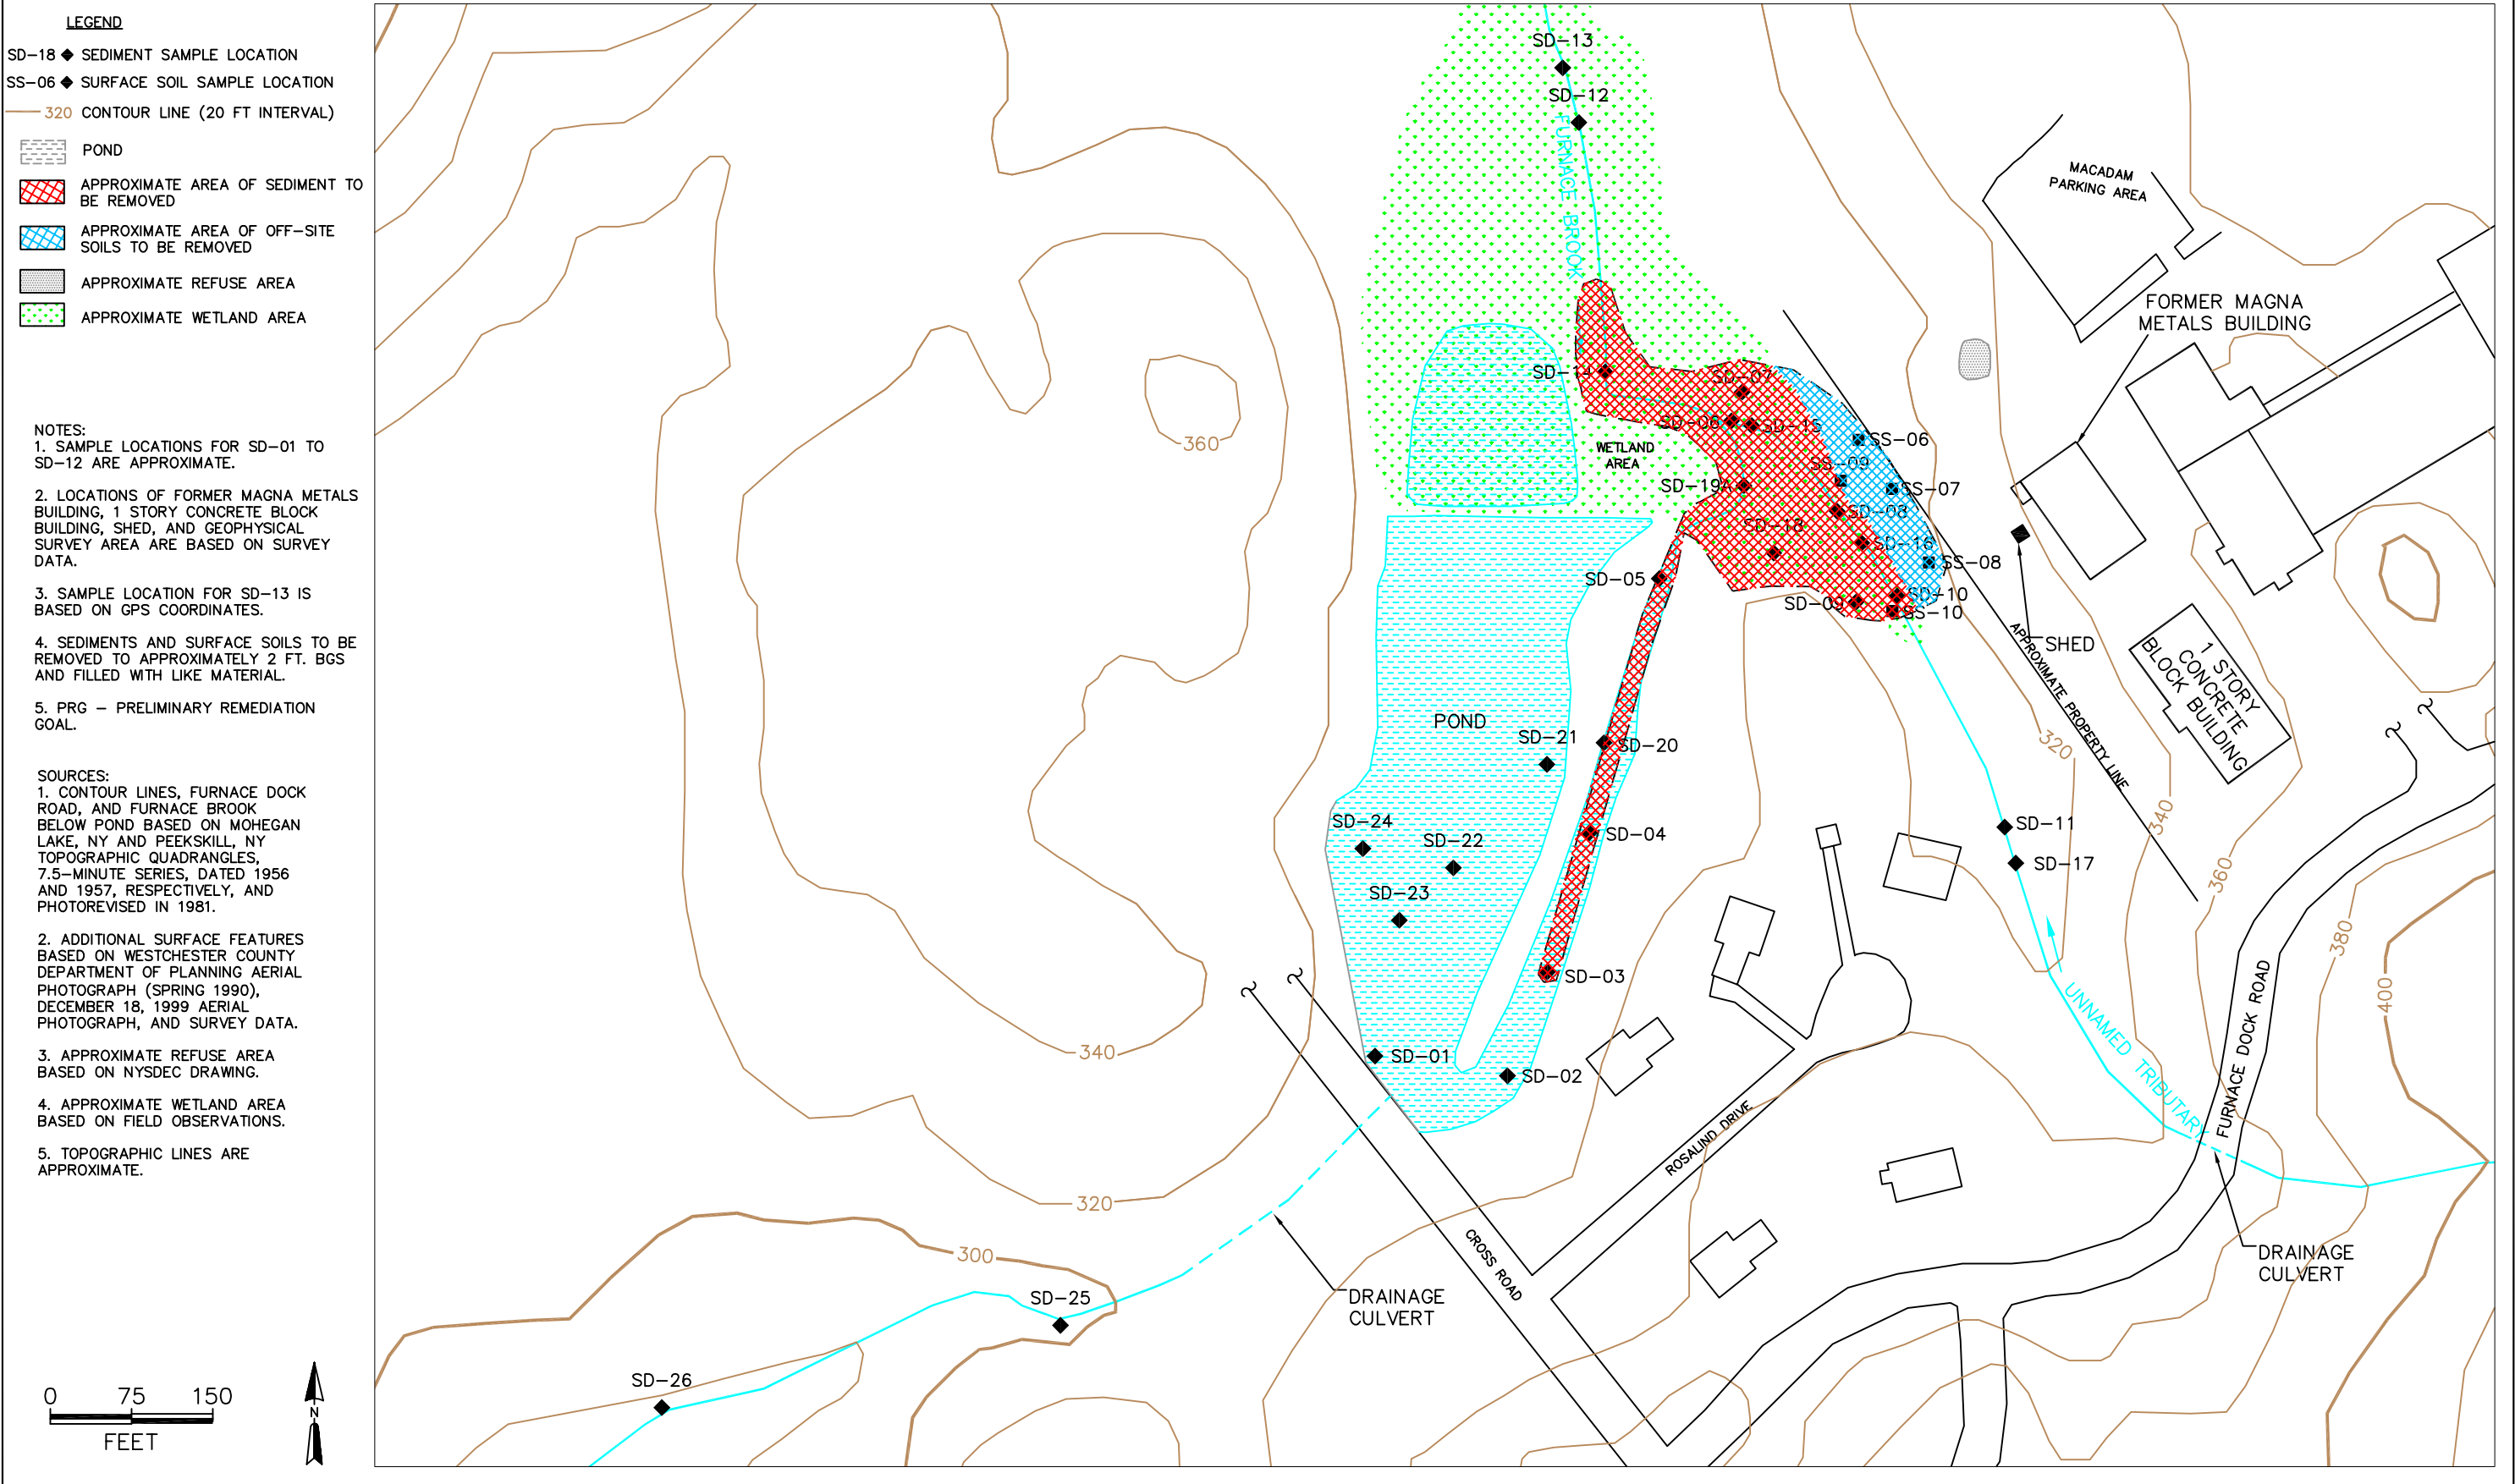 LEGEND
SD-18 SEDIMENT SAMPLE LOCATION
SS-06 SURFACE SOIL SAMPLE LOCATION
320 CONTOUR LINE (20 FT INTERVAL)
POND
APPROXIMATE AREA OF SEDIMENT TO
BE REMOVED
APPROXIMATE AREA OF OFF-SITE
SOILS TO BE REMOVED
APPROXIMATE REFUSE AREA
APPROXIMATE WETLAND AREA
NOTES:
1. SAMPLE LOCATIONS FOR SD-01 TO
SD-12 ARE APPROXIMATE.
2. LOCATIONS OF FORMER MAGNA METALS
BUILDING, 1 STORY CONCRETE BLOCK
BUILDING, SHED, AND GEOPHYSICAL
SURVEY AREA ARE BASED ON SURVEY
DATA.
3. SAMPLE LOCATION FOR SD-13 IS
BASED ON GPS COORDINATES.
4. SEDIMENTS AND SURFACE SOILS TO BE
REMOVED TO APPROXIMATELY 2 FT. BGS
AND FILLED WITH LIKE MATERIAL.
5. PRG - PRELIMINARY REMEDIATION
GOAL.
SOURCES:
1. CONTOUR LINES, FURNACE DOCK
ROAD, AND FURNACE BROOK
BELOW POND BASED ON MOHEGAN
LAKE, NY AND PEEKSKILL, NY
TOPOGRAPHIC QUADRANGLES,
7.5-MINUTE SERIES, DATED 1956
AND 1957, RESPECTIVELY, AND
PHOTOREVISED IN 1981.
2. ADDITIONAL SURFACE FEATURES
BASED ON WESTCHESTER COUNTY
DEPARTMENT OF PLANNING AERIAL
PHOTOGRAPH (SPRING 1990),
DECEMBER 18, 1999 AERIAL
PHOTOGRAPH, AND SURVEY DATA.
3. APPROXIMATE REFUSE AREA
BASED ON NYSDEC DRAWING.
4. APPROXIMATE WETLAND AREA
BASED ON FIELD OBSERVATIONS.
5. TOPOGRAPHIC LINES ARE
APPROXIMATE.
0 75 150
FEET
N
SD-13
SD-12
FURNACE BROOK
MACADAM
PARKING AREA
FORMER MAGNA
METALS BUILDING
SD-14
SD-07
SD-06
SD-15
SS-06
360
WETLAND
AREA
SS-09
SD-19A
SS-07
SD-08
SD-18
SD-16
SS-08
SD-05
SD-09
SD-10
SS-10
SHED
APPROXIMATE PROPERTY LINE
1 STORY
CONCRETE
BLOCK BUILDING
POND
SD-21
SD-20
320
SD-24
SD-22
SD-04
SD-11
340
SD-17
360
SD-23
380
SD-03
400
UNNAMED TRIBUTARY
FURNACE DOCK ROAD
340
SD-01
SD-02
ROSALIND DRIVE
320
300
CROSS ROAD
DRAINAGE
CULVERT
DRAINAGE
CULVERT
SD-25
SD-26